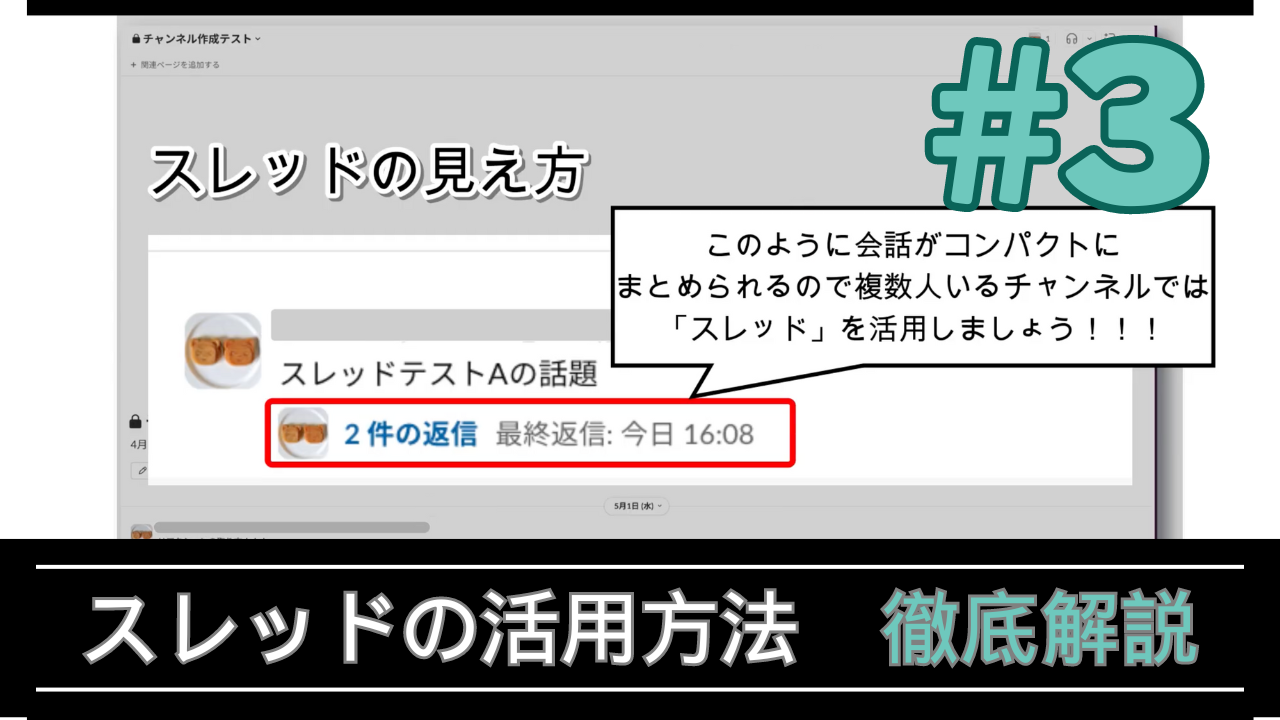 チャンネル作成テスト
+ 関連ページを追加する
1
#3
スレッドの見え方
このように会話がコンパクトに
まとめられるので複数人いるチャンネルでは
「スレッド」を活用しましょう！！！
スレッドテストAの話題
2 件の返信 最終返信: 今日 16:08
4月
5月1日 (水)
スレッドの活用方法 徹底解説